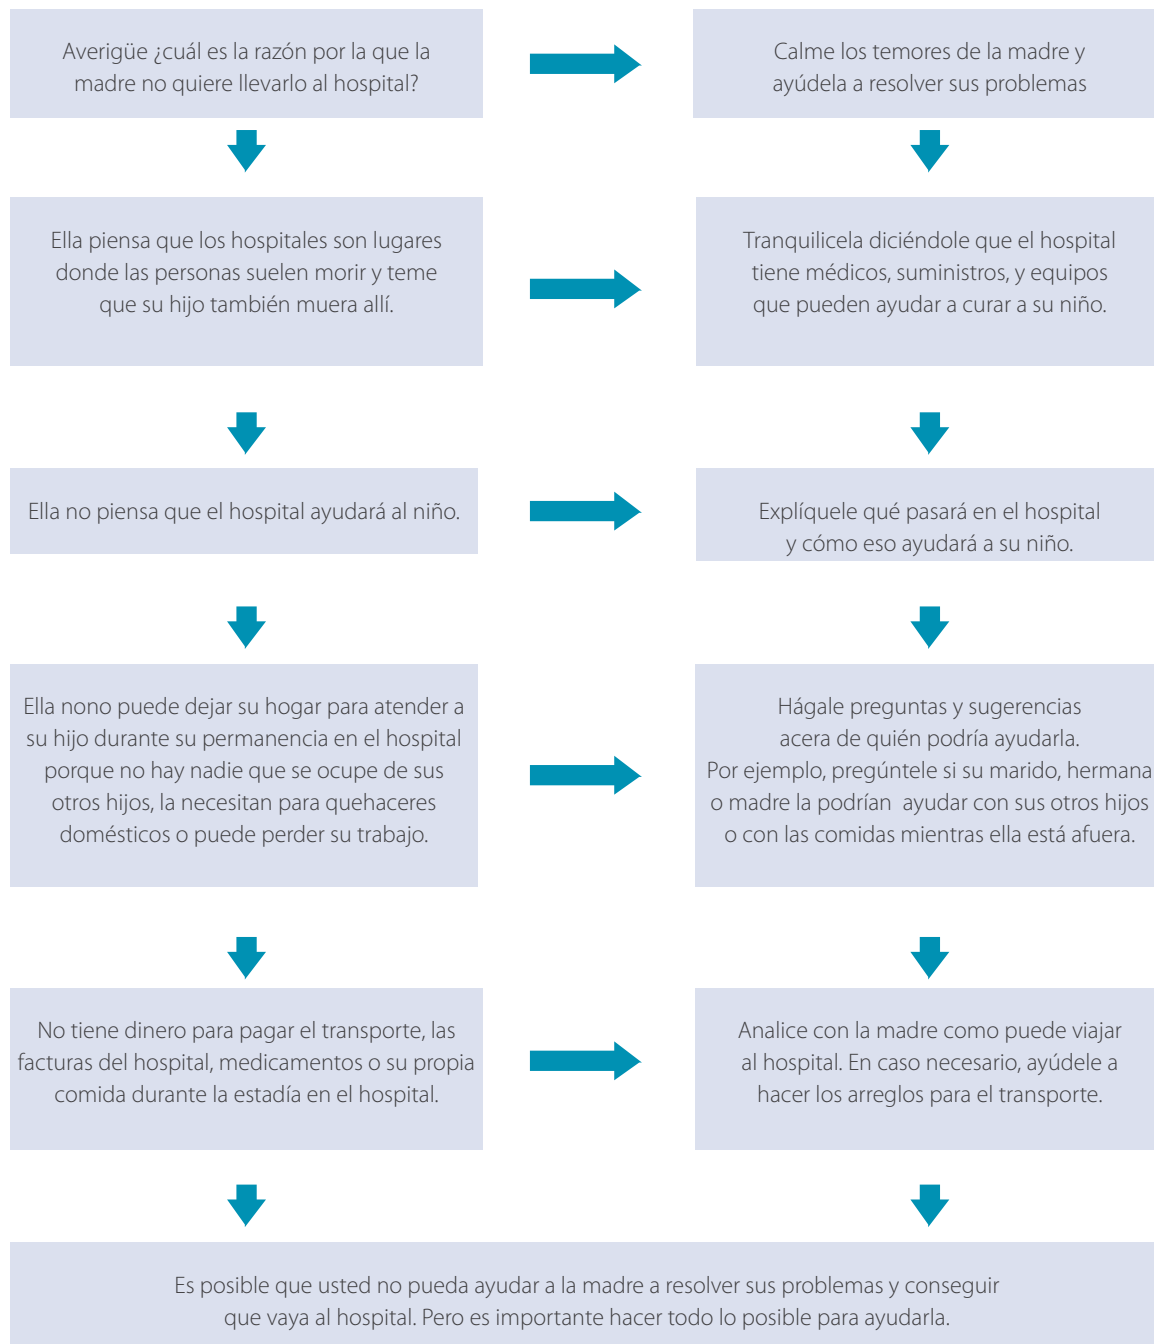 Averigüe ¿cuál es la razón por la que la
madre no quiere llevarlo al hospital?
Calme los temores de la madre y
ayúdela a resolver sus problemas
Ella piensa que los hospitales son lugares
donde las personas suelen morir y teme
que su hijo también muera allí.
Tranquilicela diciéndole que el hospital
tiene médicos, suministros, y equipos
que pueden ayudar a curar a su niño.
Ella no piensa que el hospital ayudará al niño.
Explíquele qué pasará en el hospital
y cómo eso ayudará a su niño.
Ella nono puede dejar su hogar para atender a
su hijo durante su permanencia en el hospital
porque no hay nadie que se ocupe de sus
otros hijos, la necesitan para quehaceres
domésticos o puede perder su trabajo.
Hágale preguntas y sugerencias
acera de quién podría ayudarla.
Por ejemplo, pregúntele si su marido, hermana
o madre la podrían ayudar con sus otros hijos
o con las comidas mientras ella está afuera.
No tiene dinero para pagar el transporte, las
facturas del hospital, medicamentos o su propia
comida durante la estadía en el hospital.
Analice con la madre como puede viajar
al hospital. En caso necesario, ayúdele a
hacer los arreglos para el transporte.
Es posible que usted no pueda ayudar a la madre a resolver sus problemas y conseguir
que vaya al hospital. Pero es importante hacer todo lo posible para ayudarla.